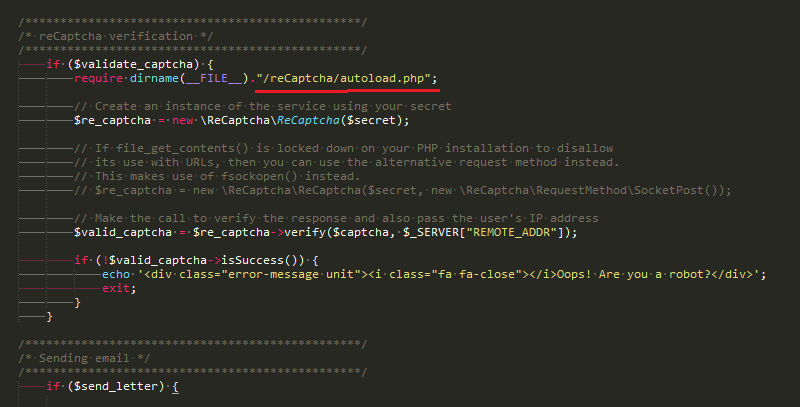 /************************************************/
/* reCaptcha verification */
/************************************************/
if ($validate_captcha) {
require dirname(__FILE__)."/reCaptcha/autoload.php";
// Create an instance of the service using your secret
$re_captcha = new \ReCaptcha\ReCaptcha($secret);
// If file_get_contents() is locked down on your PHP installation to disallow
// its use with URLs, then you can use the alternative request method instead.
// This makes use of fsockopen() instead.
// $re_captcha = new \ReCaptcha\ReCaptcha($secret, new \ReCaptcha\RequestMethod\SocketPost());
// Make the call to verify the response and also pass the user's IP address
$valid_captcha = $re_captcha->verify($captcha, $_SERVER["REMOTE_ADDR"]);
if (!$valid_captcha->isSuccess()) {
echo '<div class="error-message unit"><i class="fa fa-close"></i>Oops! Are you a robot?</div>';
exit;
}
}
/************************************************/
/* Sending email */
/************************************************/
if ($send_letter) {